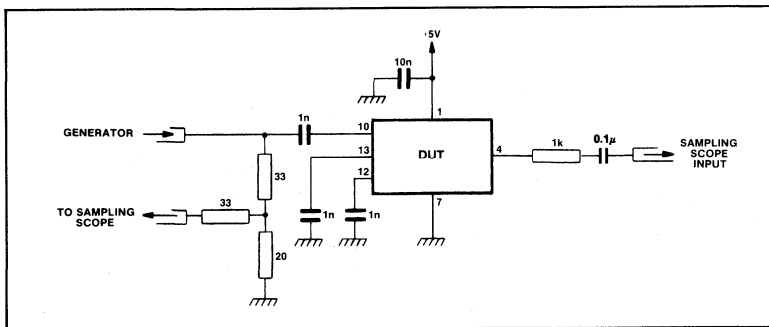 +5V
10n
1n
1
GENERATOR
10
13
12
DUT
4
1k
0.1μ
SAMPLING
SCOPE
INPUT
33
TO SAMPLING
SCOPE
33
1n
1n
7
20